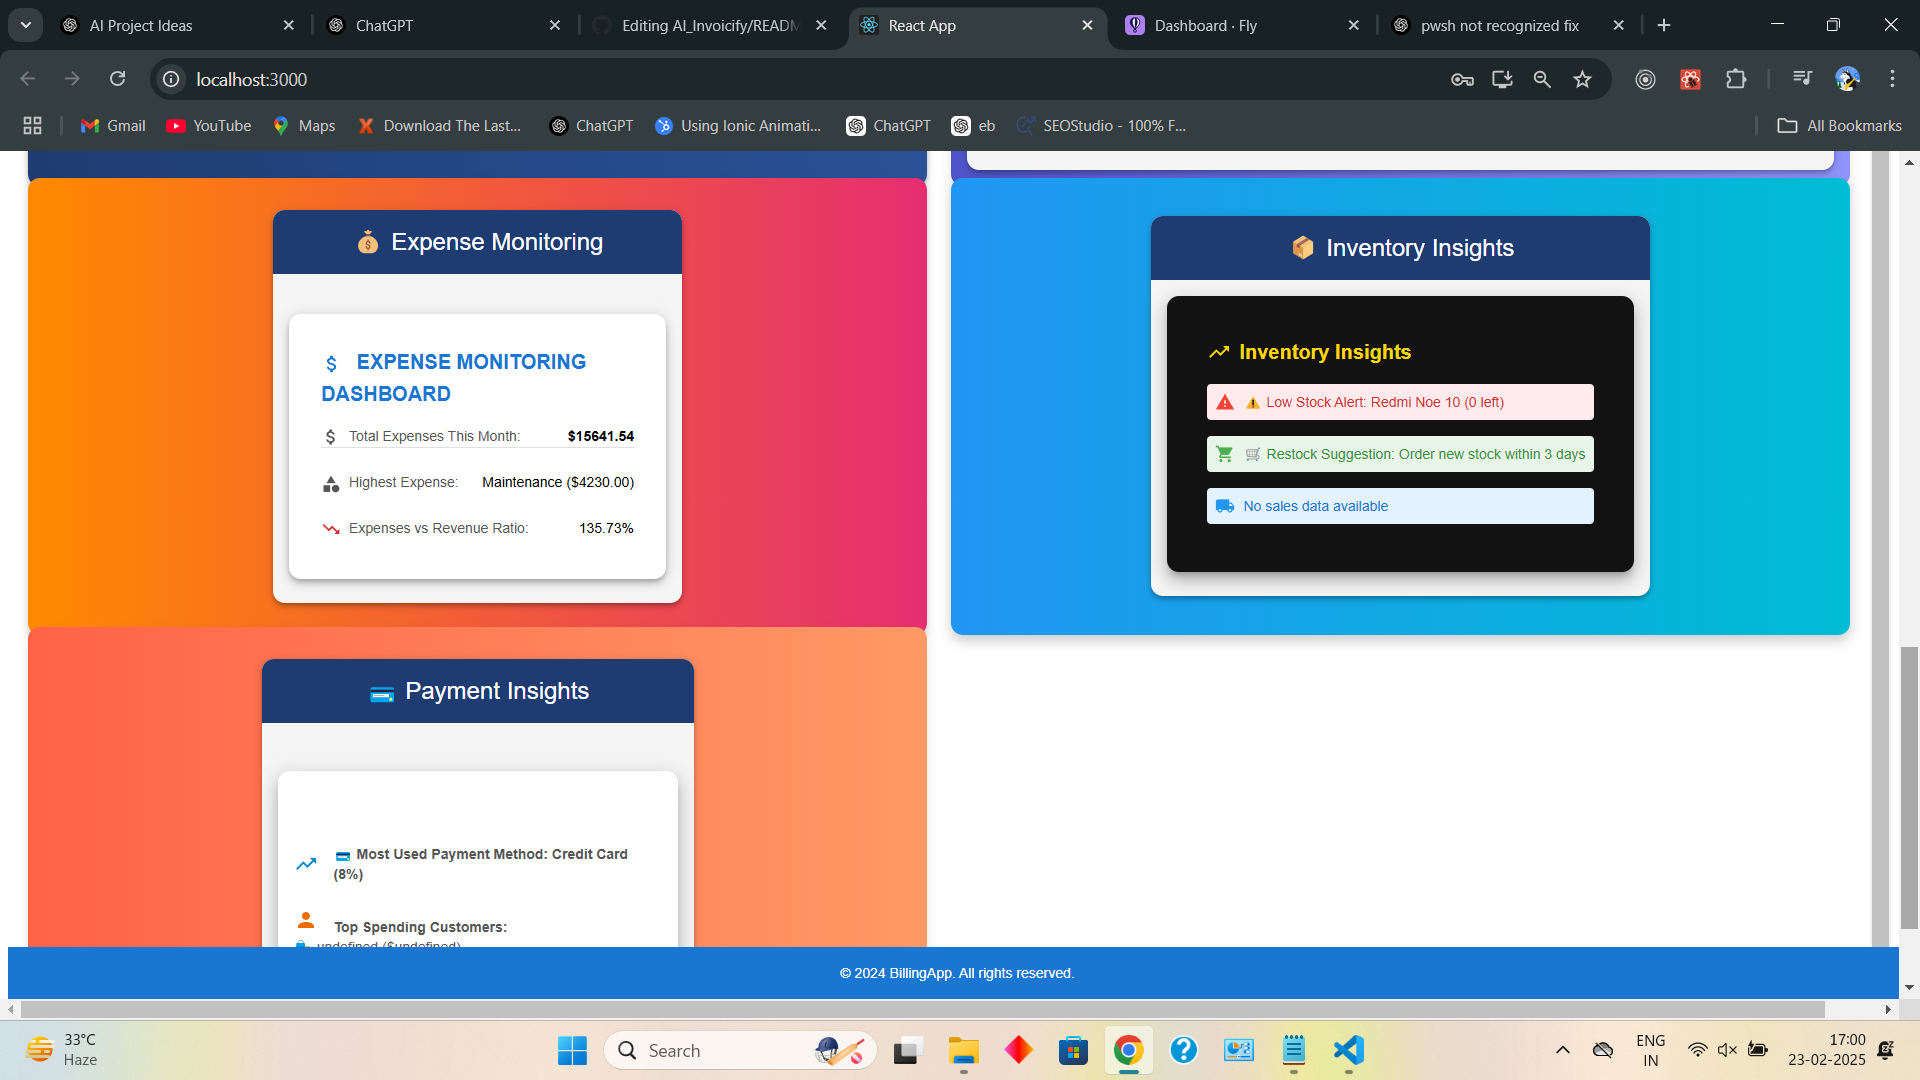 AI Project Ideas
ChatGPT
Editing AI_Invoicify/READM
React App
Dashboard · Fly
pwsh not recognized fix
localhost:3000
Gmail
YouTube
Maps
Download The Last...
ChatGPT
Using Ionic Animati...
ChatGPT
eb
SEOStudio - 100% F...
All Bookmarks
Expense Monitoring
EXPENSE MONITORING
DASHBOARD
Total Expenses This Month: $15641.54
Highest Expense: Maintenance ($4230.00)
Expenses vs Revenue Ratio: 135.73%
Inventory Insights
Inventory Insights
Low Stock Alert: Redmi Noe 10 (0 left)
Restock Suggestion: Order new stock within 3 days
No sales data available
Payment Insights
Most Used Payment Method: Credit Card
(8%)
Top Spending Customers:
undefined ($undefined)
© 2024 BillingApp. All rights reserved.
33°C
Haze
Search
ENG
IN
17:00
23-02-2025